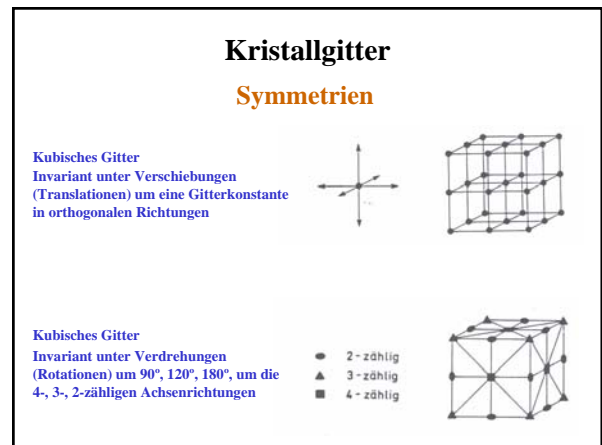 Kristallgitter
Symmetrien
Kubisches Gitter
Invariant unter Verschiebungen
(Translationen) um eine Gitterkonstante
in orthogonalen Richtungen
Kubisches Gitter
Invariant unter Verdrehungen
(Rotationen) um 90º, 120º, 180º, um die
4-, 3-, 2-zähligen Achsenrichtungen
2-zählig
3-zählig
4-zählig